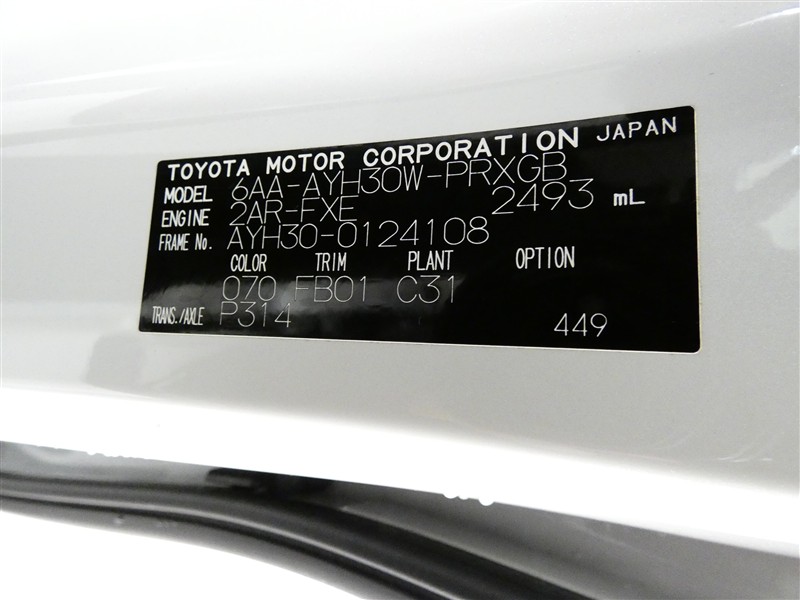 TOYOTA MOTOR CORPORATION JAPAN
MODEL 6AA-AYH30W-PRXGB
ENGINE 2AR-FXE 2493 mL
FRAME No. AYH30-0124108
COLOR TRIM PLANT OPTION
070 FB01 C31
TRANS./AXLE P314 449